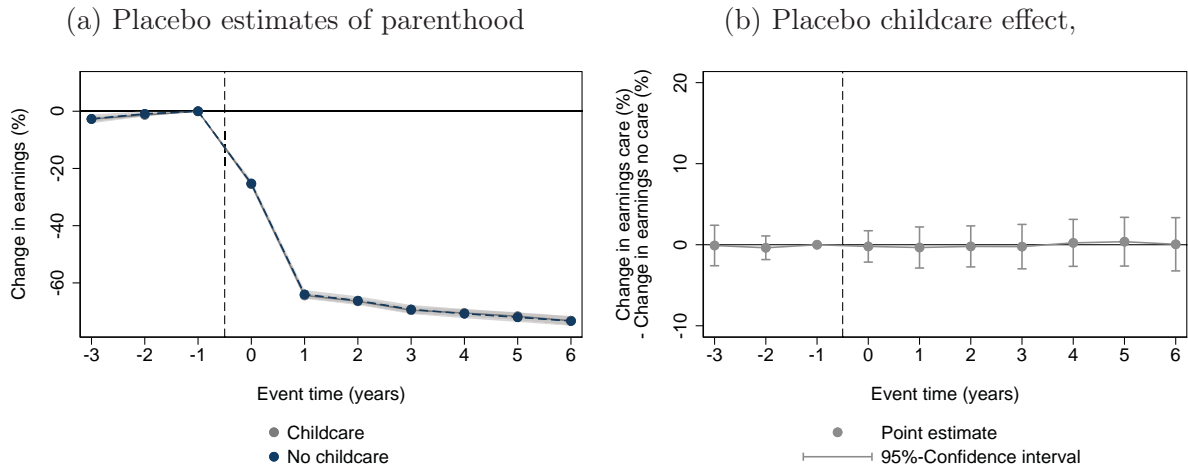 (a) Placebo estimates of parenthood
(b) Placebo childcare effect,
Change in earnings (%)
0
-20
-40
-60
-3 -2 -1 0 1 2 3 4 5 6
Event time (years)
Childcare
No childcare
Change in earnings care (%)
- Change in earnings no care (%)
20
10
0
-10
-3 -2 -1 0 1 2 3 4 5 6
Event time (years)
Point estimate
95%-Confidence interval